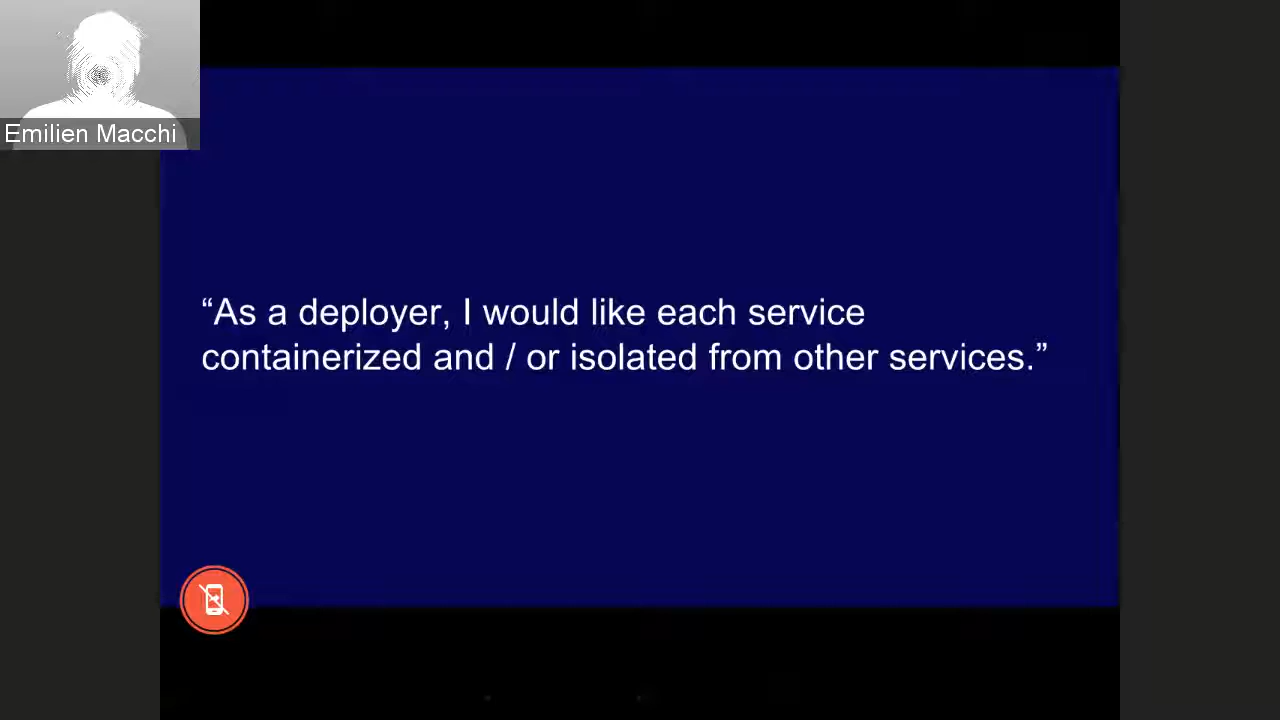 Emilien Macchi
“As a deployer, I would like each service
containerized and / or isolated from other services.”